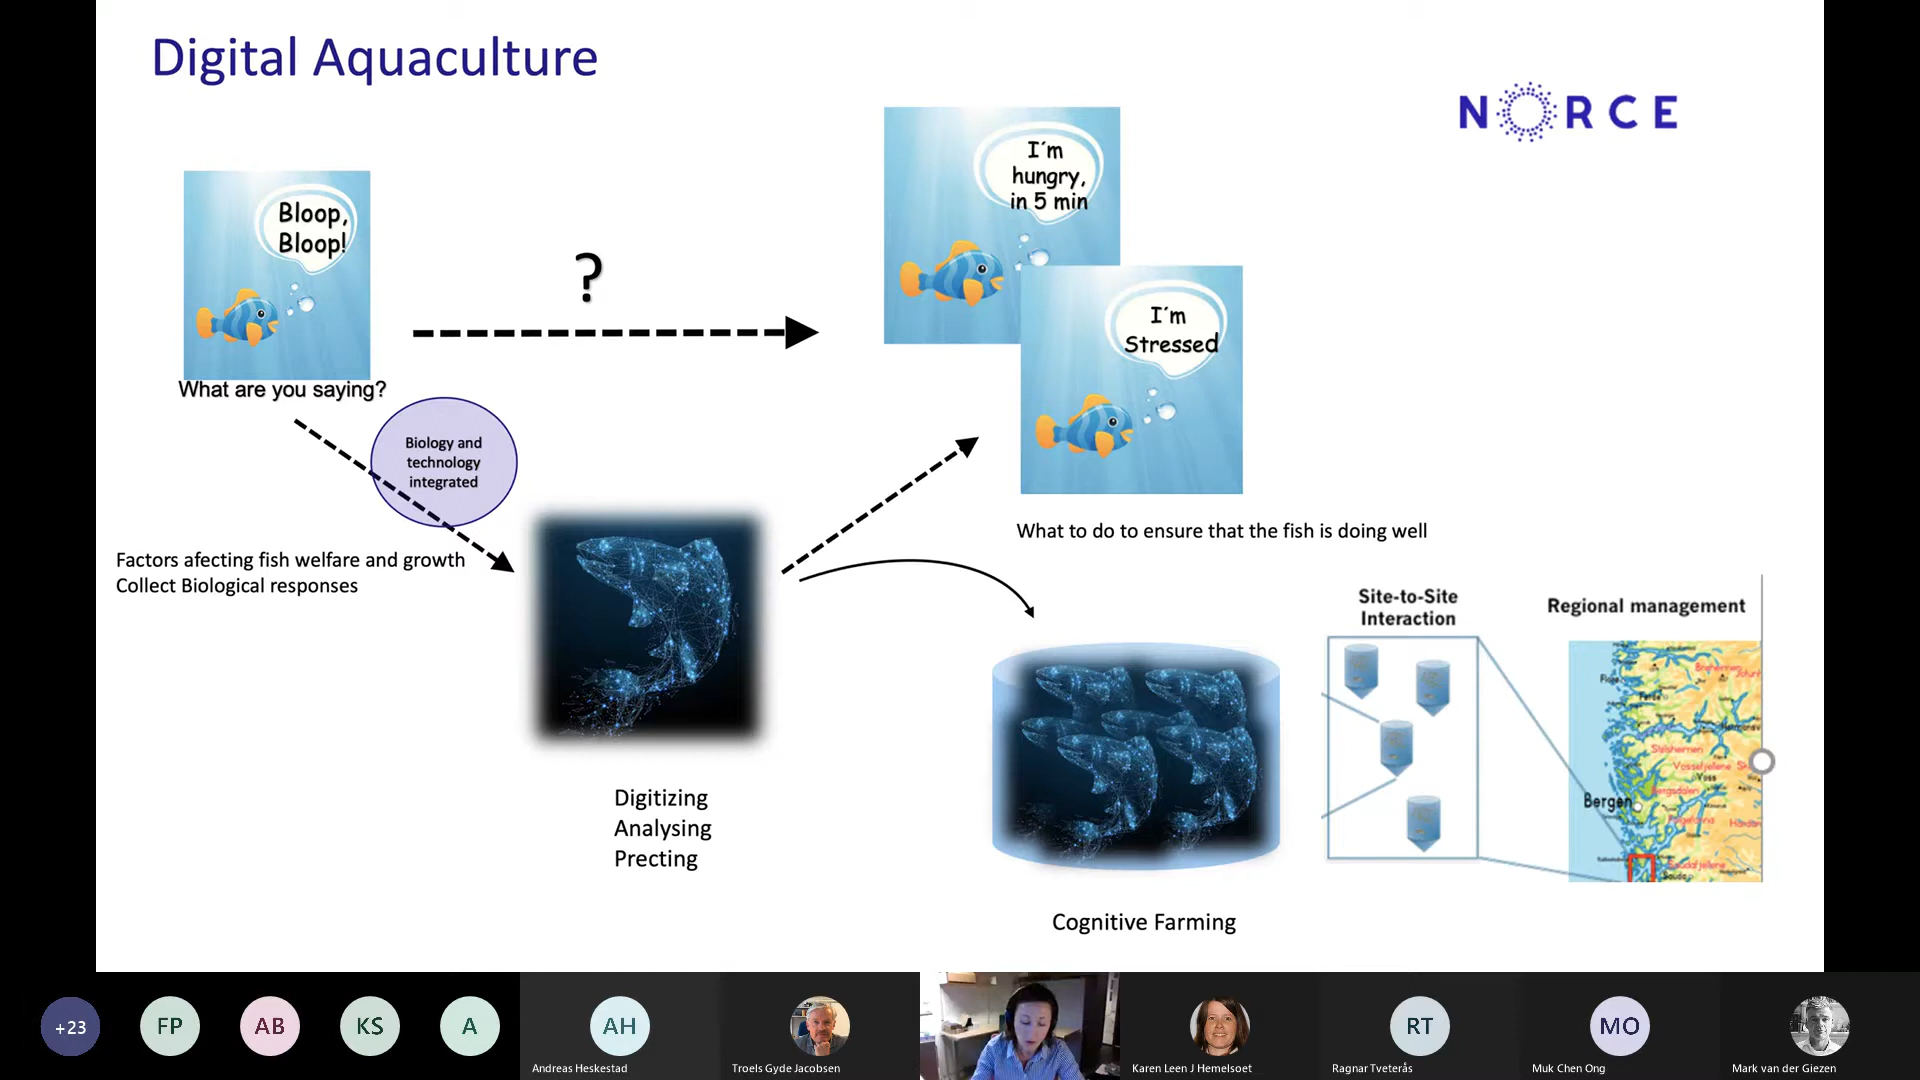 Digital Aquaculture
NORCE
I´m
hungry,
in 5 min
Bloop,
Bloop!
?
I´m
Stressed
What are you saying?
Biology and
technology
integrated
What to do to ensure that the fish is doing well
Factors afecting fish welfare and growth
Collect Biological responses
Site-to-Site
Interaction
Regional management
Bergen
Voss
Digitizing
Analysing
Precting
Cognitive Farming
+23
FP
AB
KS
A
AH
RT
MO
Andreas Heskestad
Troels Gyde Jacobsen
Karen Leen J Hemelsoet
Ragnar Tveterås
Muk Chen Ong
Mark van der Giezen